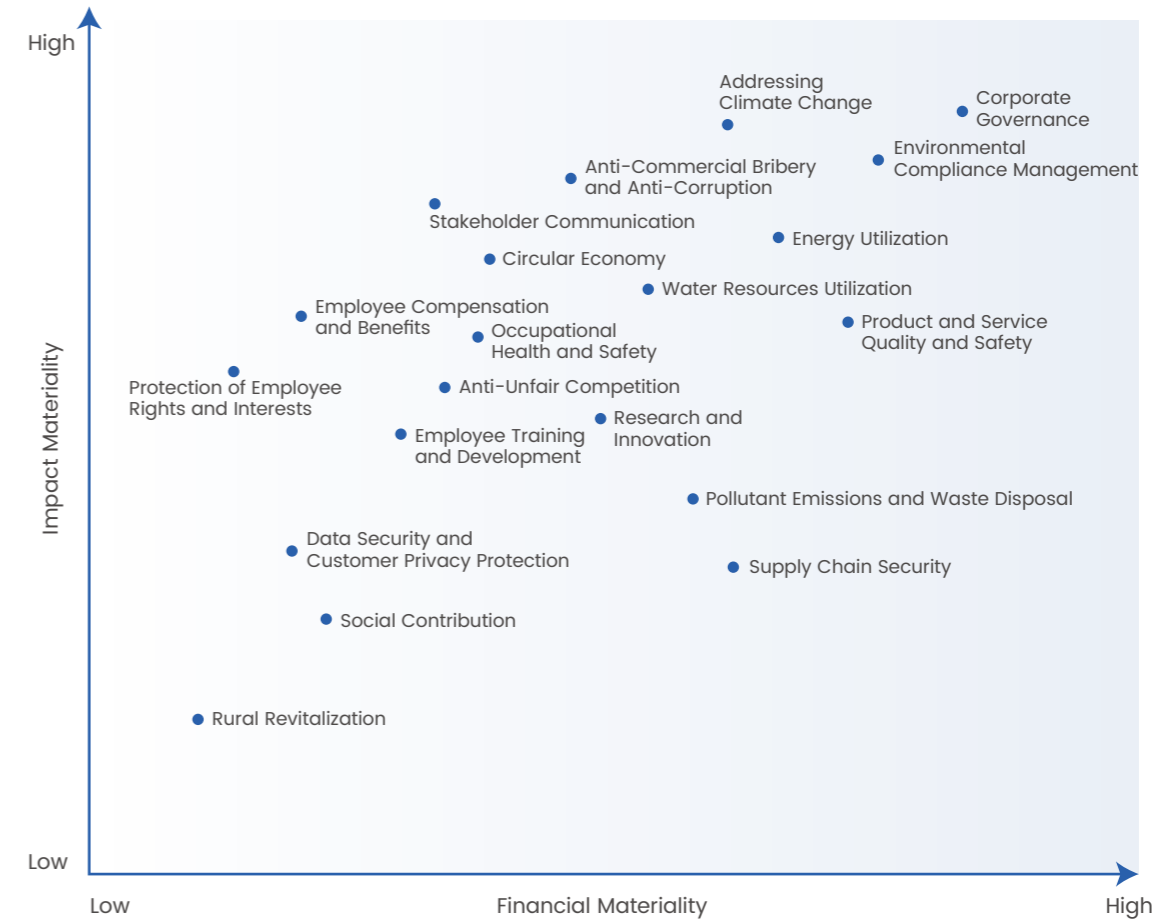 High
Addressing
Climate Change
Corporate
Governance
Environmental
Compliance Management
Anti-Commercial Bribery
and Anti-Corruption
Stakeholder Communication
Energy Utilization
Circular Economy
Water Resources Utilization
Employee Compensation
and Benefits
Occupational
Health and Safety
Product and Service
Quality and Safety
Protection of Employee
Rights and Interests
Anti-Unfair Competition
Research and
Innovation
Employee Training
and Development
Impact Materiality
Pollutant Emissions and Waste Disposal
Data Security and
Customer Privacy Protection
Supply Chain Security
Social Contribution
Rural Revitalization
Low
Low
Financial Materiality
High